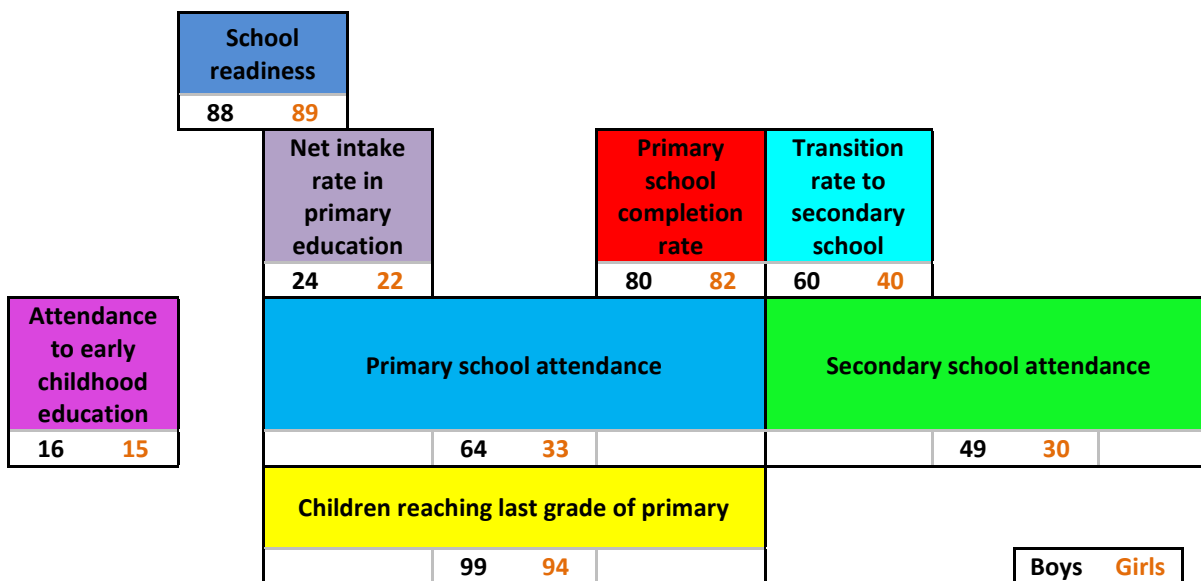 School
readiness
88 89
Net intake
rate in
primary
education
24 22
Primary
school
completion
rate
80 82
Transition
rate to
secondary
school
60 40
Attendance
to early
childhood
education
16 15
Primary school attendance
64 33
Secondary school attendance
49 30
Children reaching last grade of primary
99 94
Boys Girls